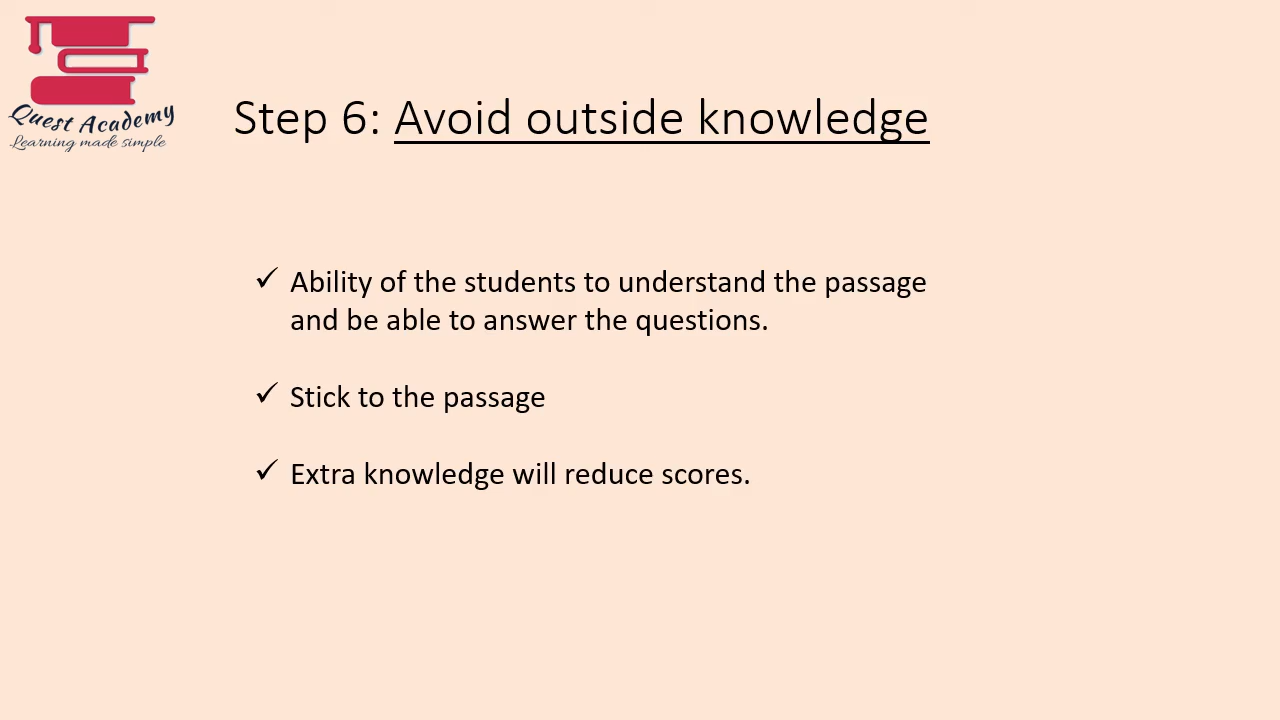 Quest Academy
Learning made simple
Step 6: Avoid outside knowledge
✓ Ability of the students to understand the passage
and be able to answer the questions.
✓ Stick to the passage
✓ Extra knowledge will reduce scores.